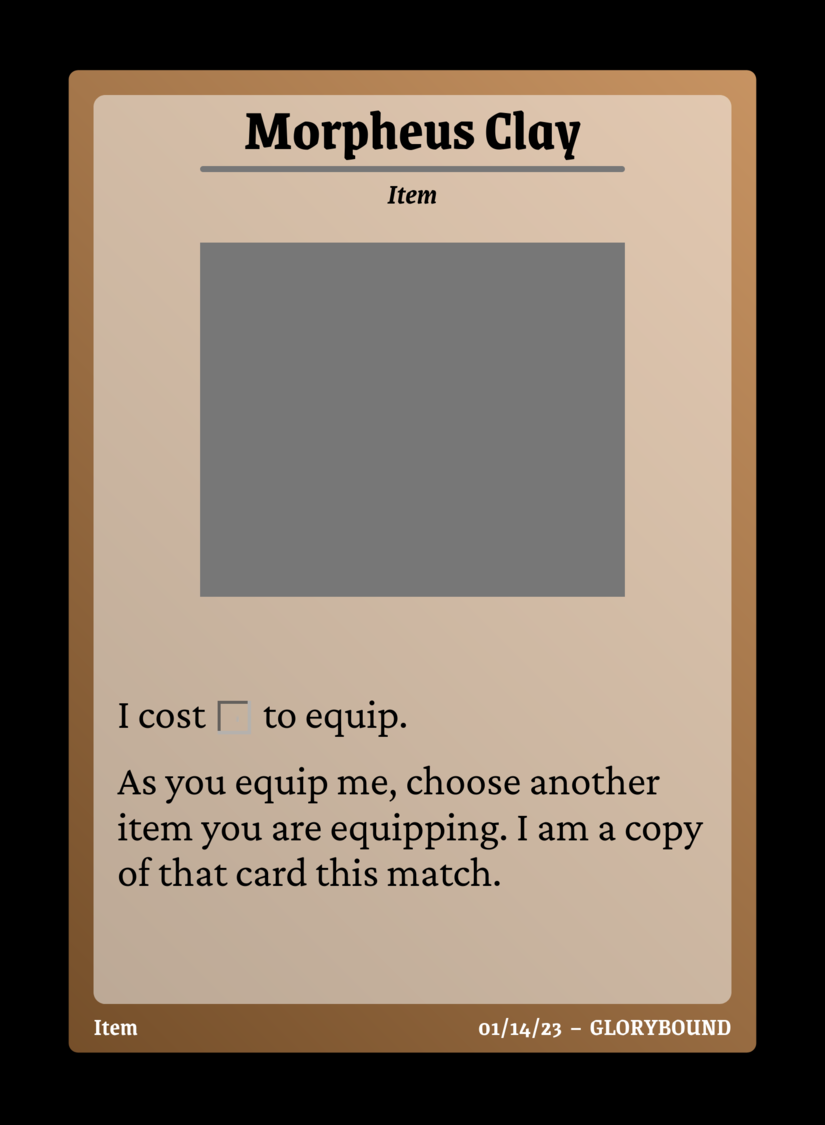 Morpheus Clay
Item
I cost to equip.
As you equip me, choose another
item you are equipping. I am a copy
of that card this match.
Item
01/14/23 – GLORYBOUND